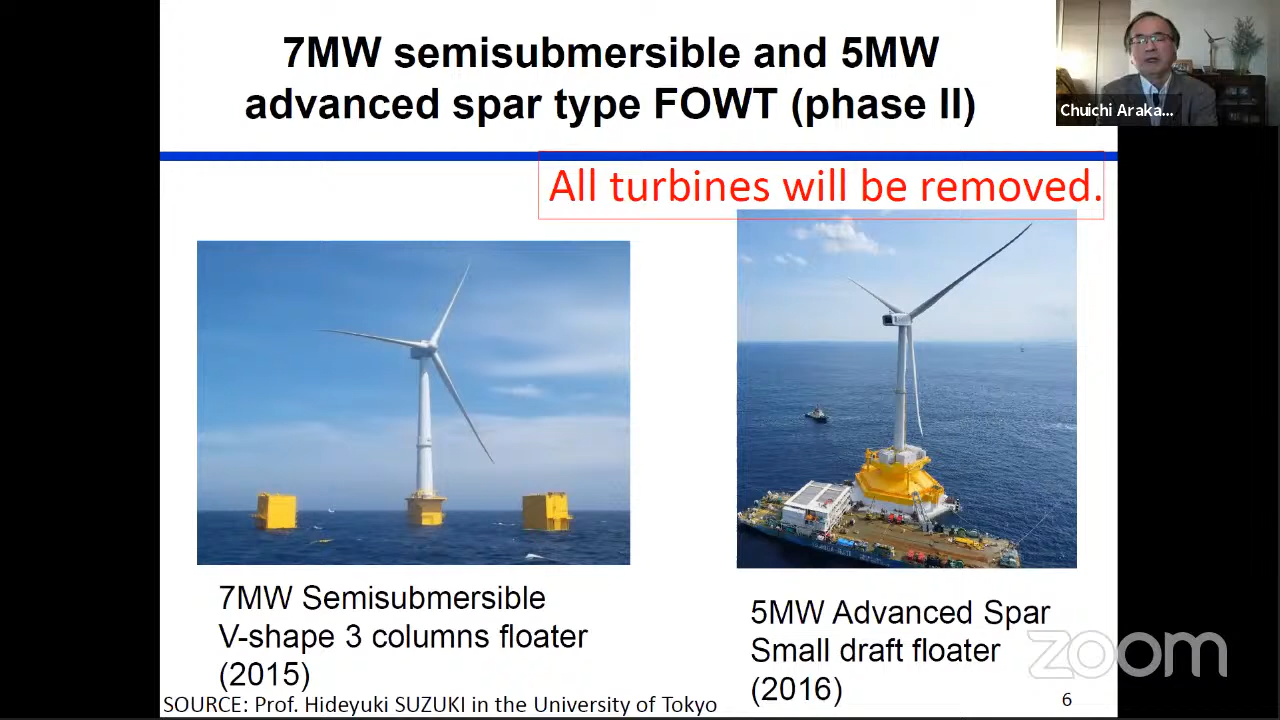 7MW semisubmersible and 5MW
advanced spar type FOWT (phase II)
Chuichi Araka...
All turbines will be removed.
7MW Semisubmersible
V-shape 3 columns floater
(2015)
5MW Advanced Spar
Small draft floater
(2016)
SOURCE: Prof. Hideyuki SUZUKI in the University of Tokyo
6
zoom